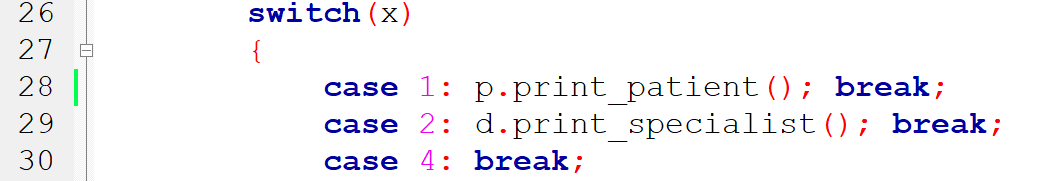 26 switch(x)
27 {
28 case 1: p.print_patient(); break;
29 case 2: d.print_specialist(); break;
30 case 4: break;